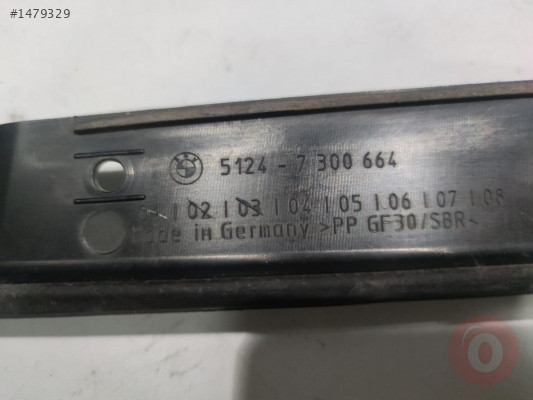 #1479329
5124 - 7 300 664
02 | 03 | 04 | 05 | 06 | 07 | 08
in Germany >PP GF30/SBR<